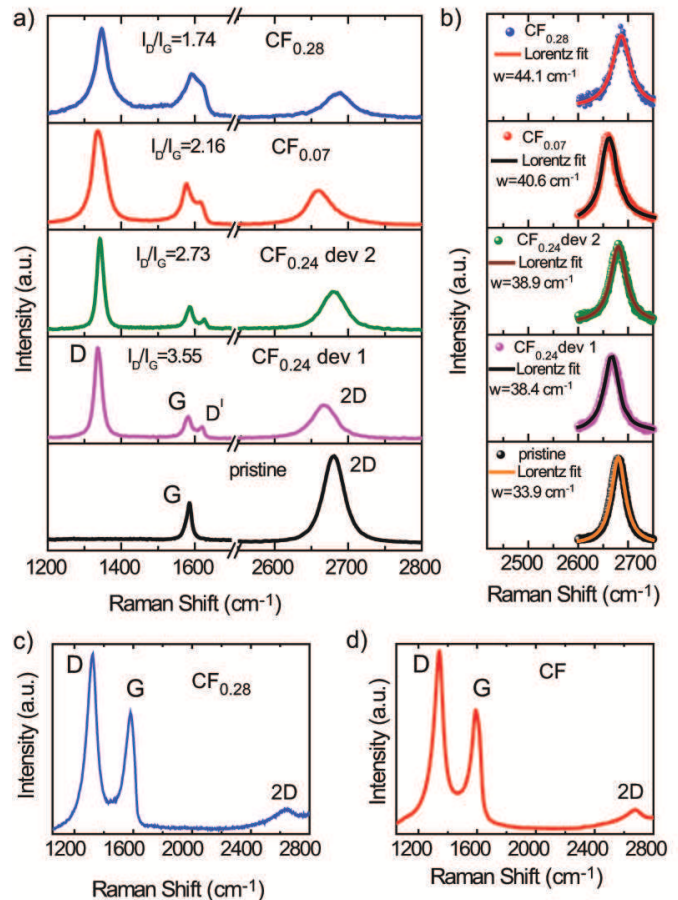 a)
I_D/I_G=1.74
CF_0.28
I_D/I_G=2.16
CF_0.07
I_D/I_G=2.73
CF_0.24 dev 2
D
I_D/I_G=3.55
CF_0.24 dev 1
G
D^I
2D
pristine
G
2D
Intensity (a.u.)
1200 1400 1600 2600 2700 2800
Raman Shift (cm^-1)
b)
CF_0.28
Lorentz fit
w=44.1 cm^-1
CF_0.07
Lorentz fit
w=40.6 cm^-1
CF_0.24 dev 2
Lorentz fit
w=38.9 cm^-1
CF_0.24 dev 1
Lorentz fit
w=38.4 cm^-1
pristine
Lorentz fit
w=33.9 cm^-1
2500 2600 2700
Raman Shift (cm^-1)
c)
D
G
CF_0.28
2D
Intensity (a.u.)
1200 1600 2000 2400 2800
Raman Shift (cm^-1)
d)
D
G
CF
2D
Intensity (a.u.)
1200 1600 2000 2400 2800
Raman Shift (cm^-1)